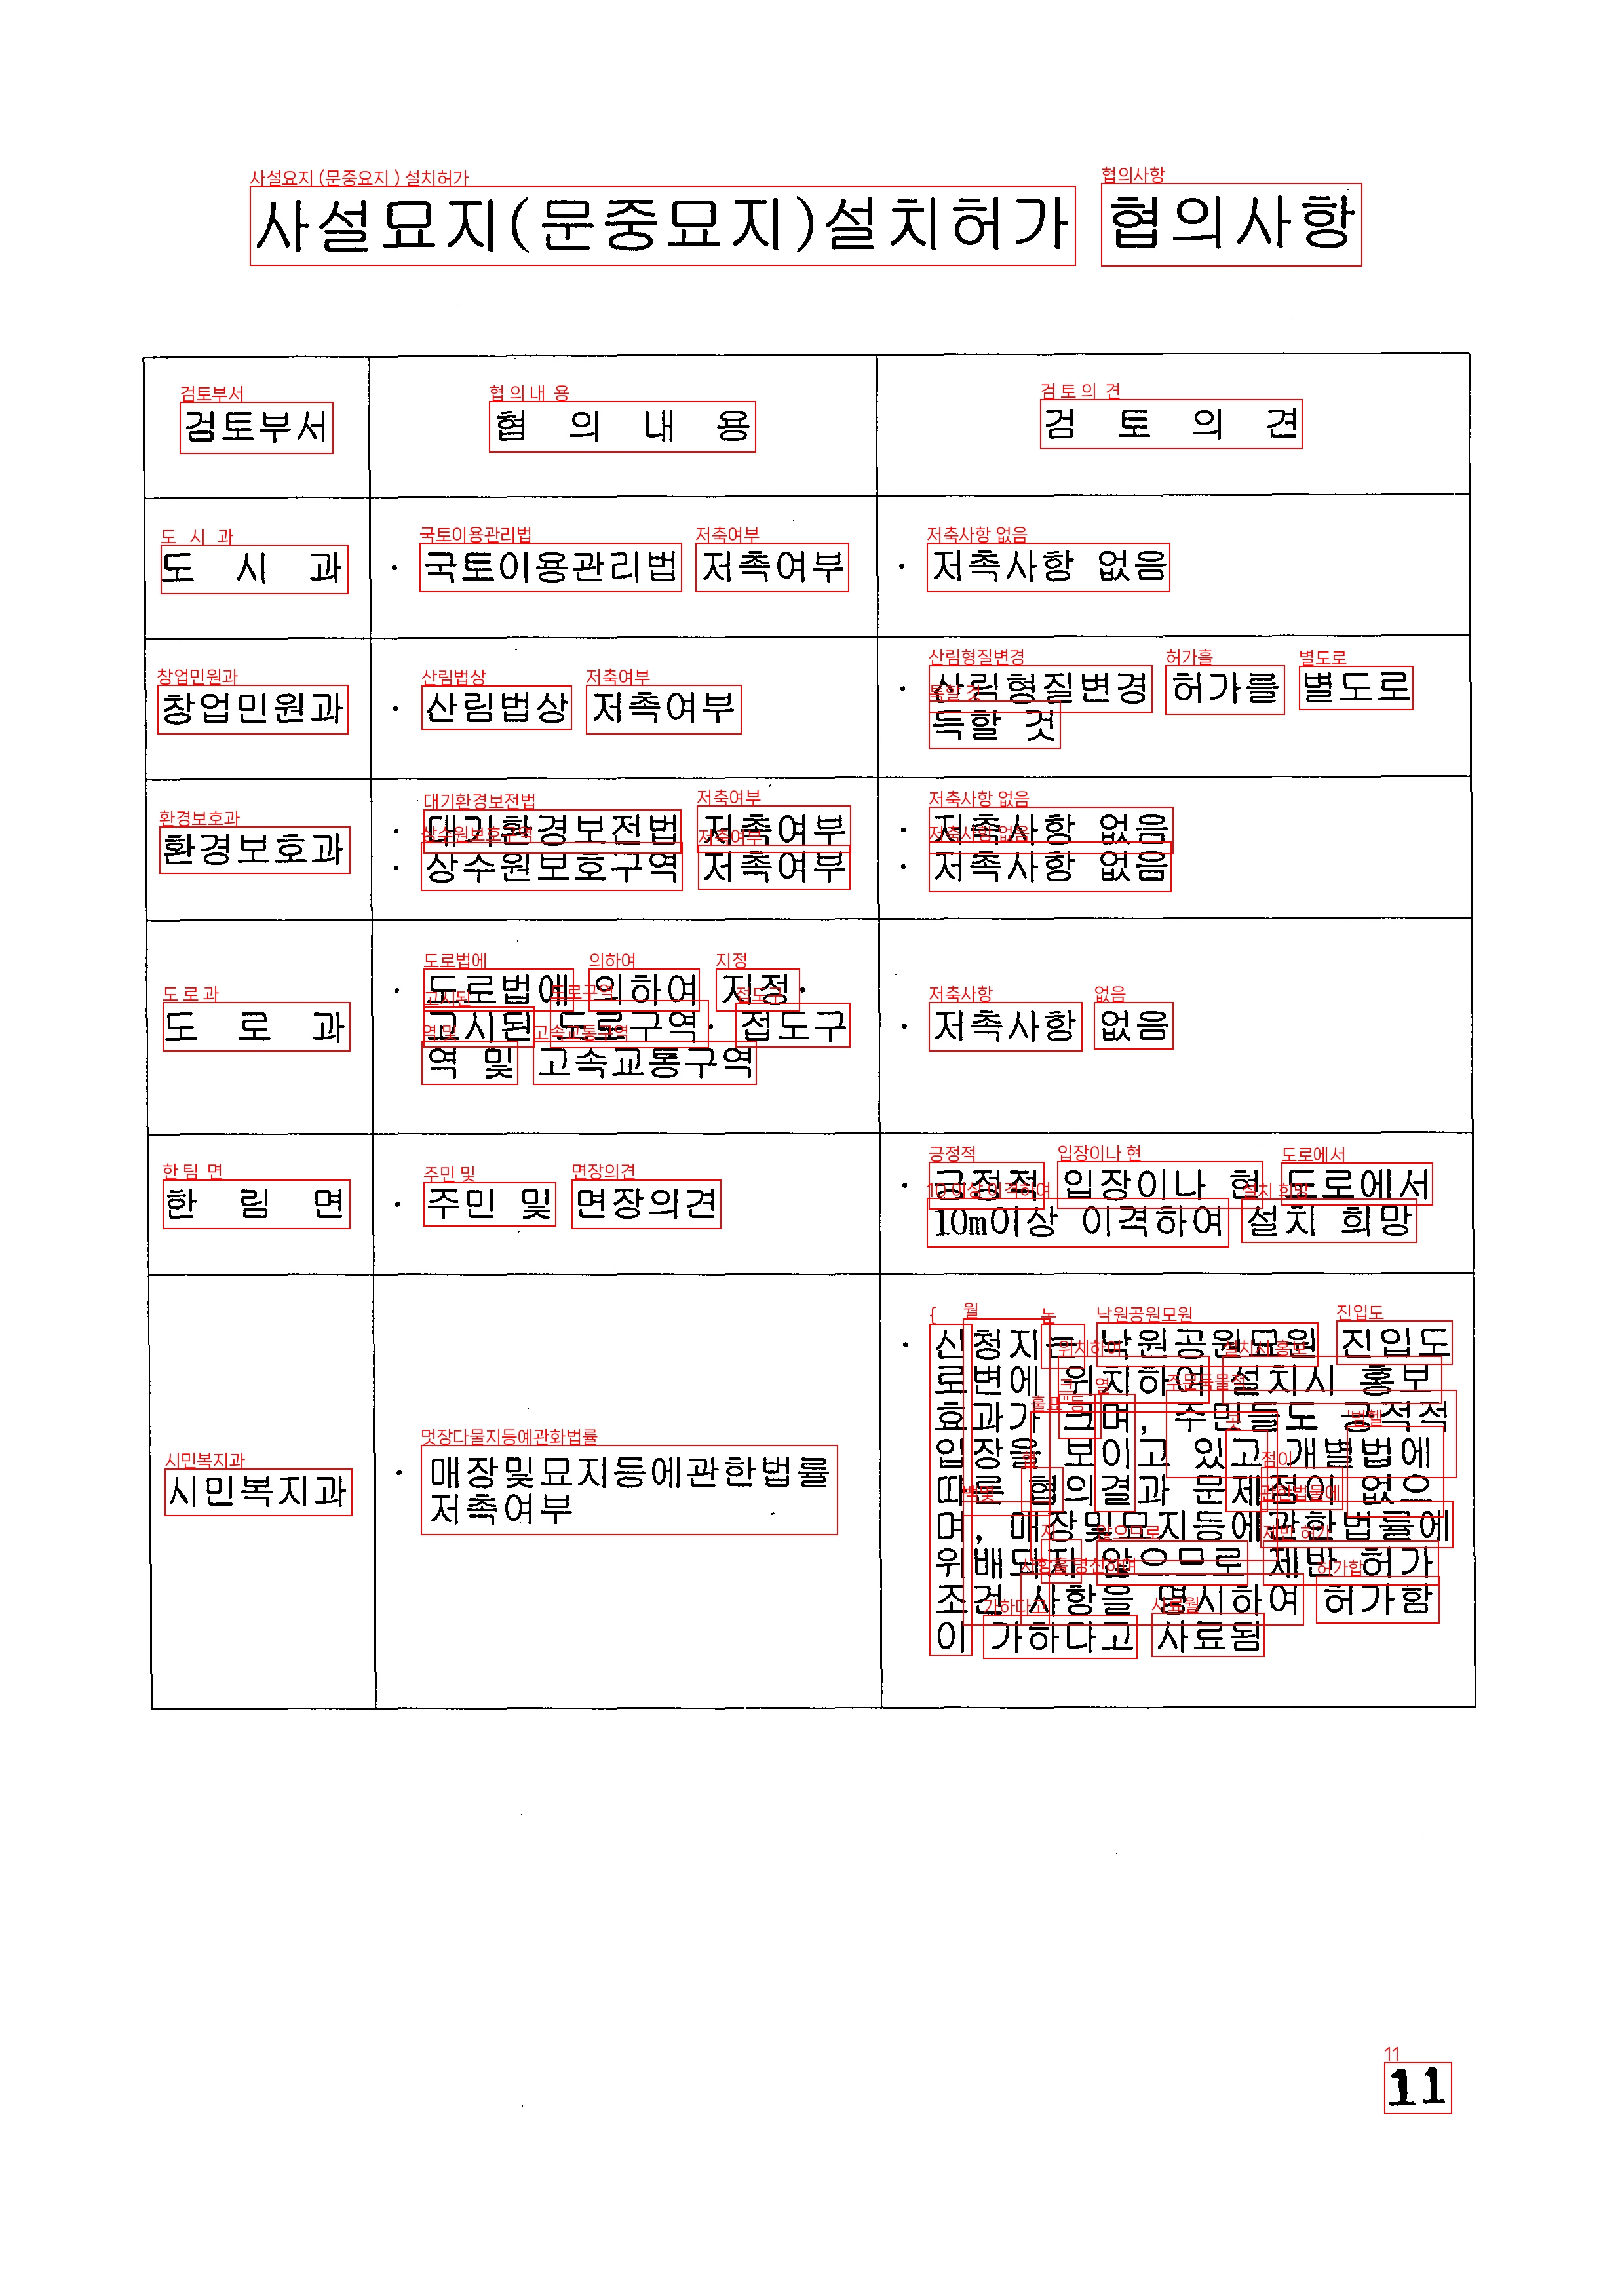 사설묘지(문중묘지)설치허가 협의사항
검토부서 협 의 내 용 검 토 의 견
도 시 과 · 국토이용관리법 저촉여부 · 저촉사항 없음
창업민원과 · 산림법상 저촉여부 · 산림형질변경 허가를 별도로
득할 것
환경보호과 · 대기환경보전법 저촉여부 · 저촉사항 없음
· 상수원보호구역 저촉여부 · 저촉사항 없음
도 로 과 · 도로법에 의하여 지정·
고시된 도로구역· 접도구
역 및 고속교통구역
· 저촉사항 없음
한 림 면 · 주민 및 면장의견 · 긍정적 입장이나 현 도로에서
10m이상 이격하여 설치 희망
시민복지과 · 매장및묘지등에관한법률
저촉여부
· 신청지는 낙원공원묘원 진입도
로변에 위치하여 설치시 홍보
효과가 크며, 주민들도 긍적적
입장을 보이고 있고 개별법에
따른 협의결과 문제점이 없으
며, 매장및묘지등에관한법률에
위배되지 않으므로 제반 허가
조건 사항을 명시하여 허가함
이 가하다고 사료됨
11